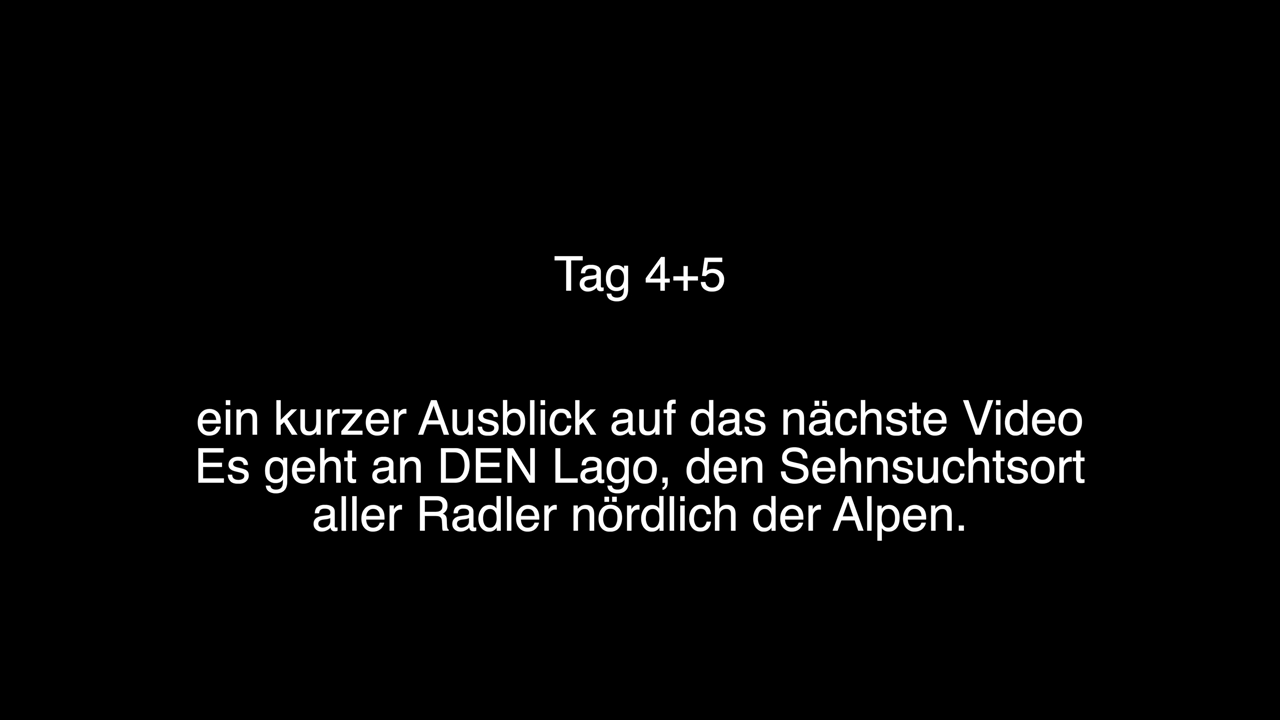 Tag 4+5
ein kurzer Ausblick auf das nächste Video
Es geht an DEN Lago, den Sehnsuchtsort
aller Radler nördlich der Alpen.